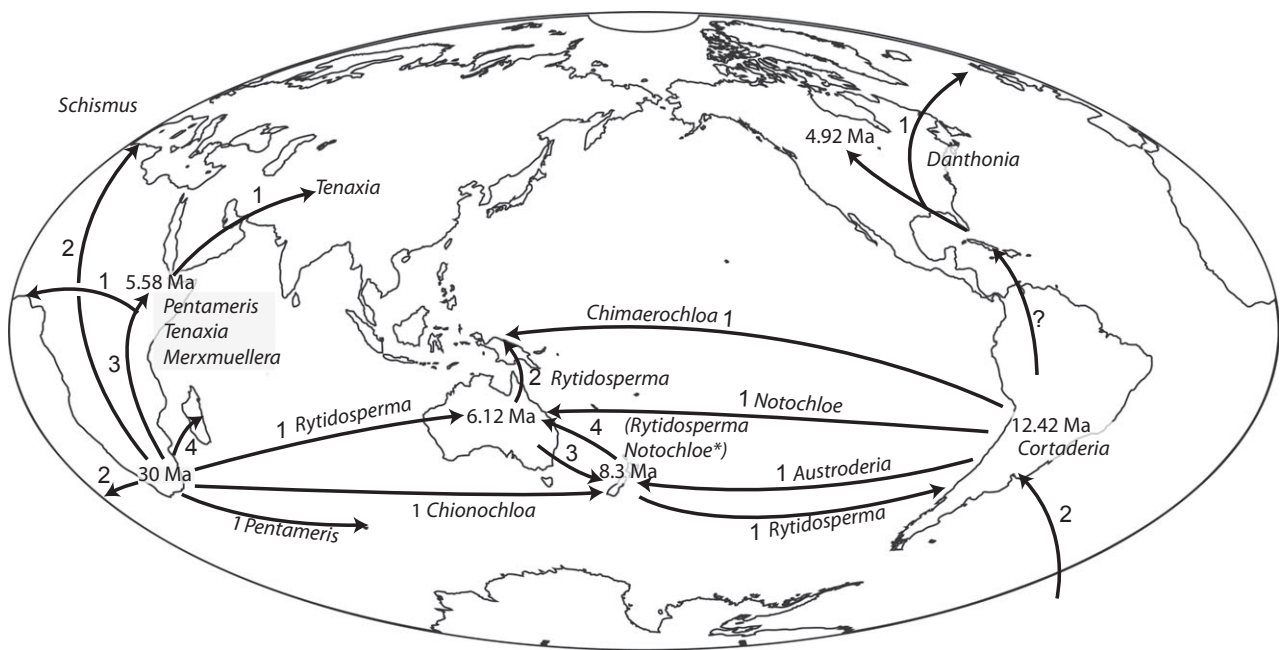 Schismus
4.92 Ma
1
Danthonia
1
Tenaxia
2
1
5.58 Ma
Pentameris
Tenaxia
Merxmuellera
3
Chimaerochloa 1
?
2 Rytidosperma
1 Rytidosperma
6.12 Ma
1 Notochloe
4 (Rytidosperma
Notochloe*)
12.42 Ma
Cortaderia
4
3
8.3 Ma
30 Ma
2
1 Austroderia
1 Chionochloa
1 Pentameris
1 Rytidosperma
2